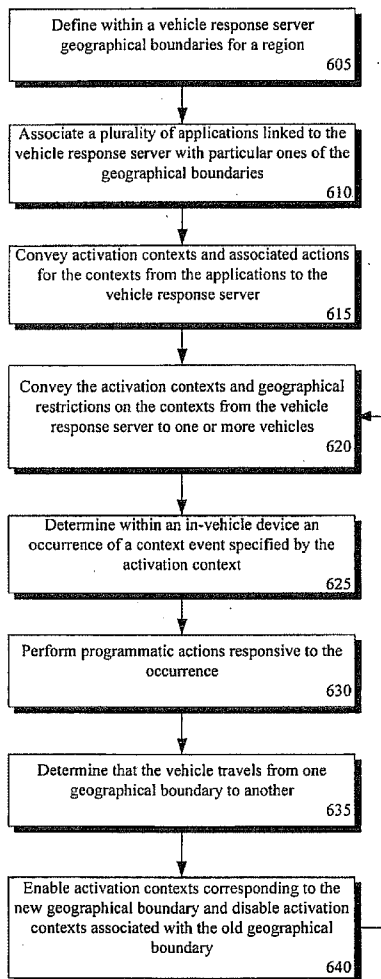 Define within a vehicle response server
geographical boundaries for a region
605
Associate a plurality of applications linked to the
vehicle response server with particular ones of the
geographical boundaries
610
Convey activation contexts and associated actions
for the contexts from the applications to the
vehicle response server
615
Convey the activation contexts and geographical
restrictions on the contexts from the vehicle
response server to one or more vehicles
620
Determine within an in-vehicle device an
occurrence of a context event specified by the
activation context
625
Perform programmatic actions responsive to the
occurrence
630
Determine that the vehicle travels from one
geographical boundary to another
635
Enable activation contexts corresponding to the
new geographical boundary and disable activation
contexts associated with the old geographical
boundary
640